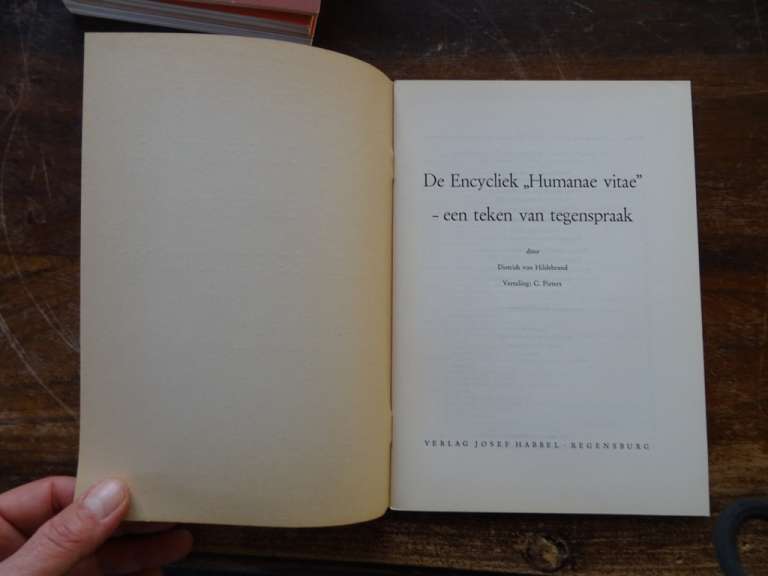 De Encycliek „Humanae vitae”
– een teken van tegenspraak
door
Dietrich von Hildebrand
Vertaling: C. Pieters
VERLAG JOSEF HABBEL · REGENSBURG